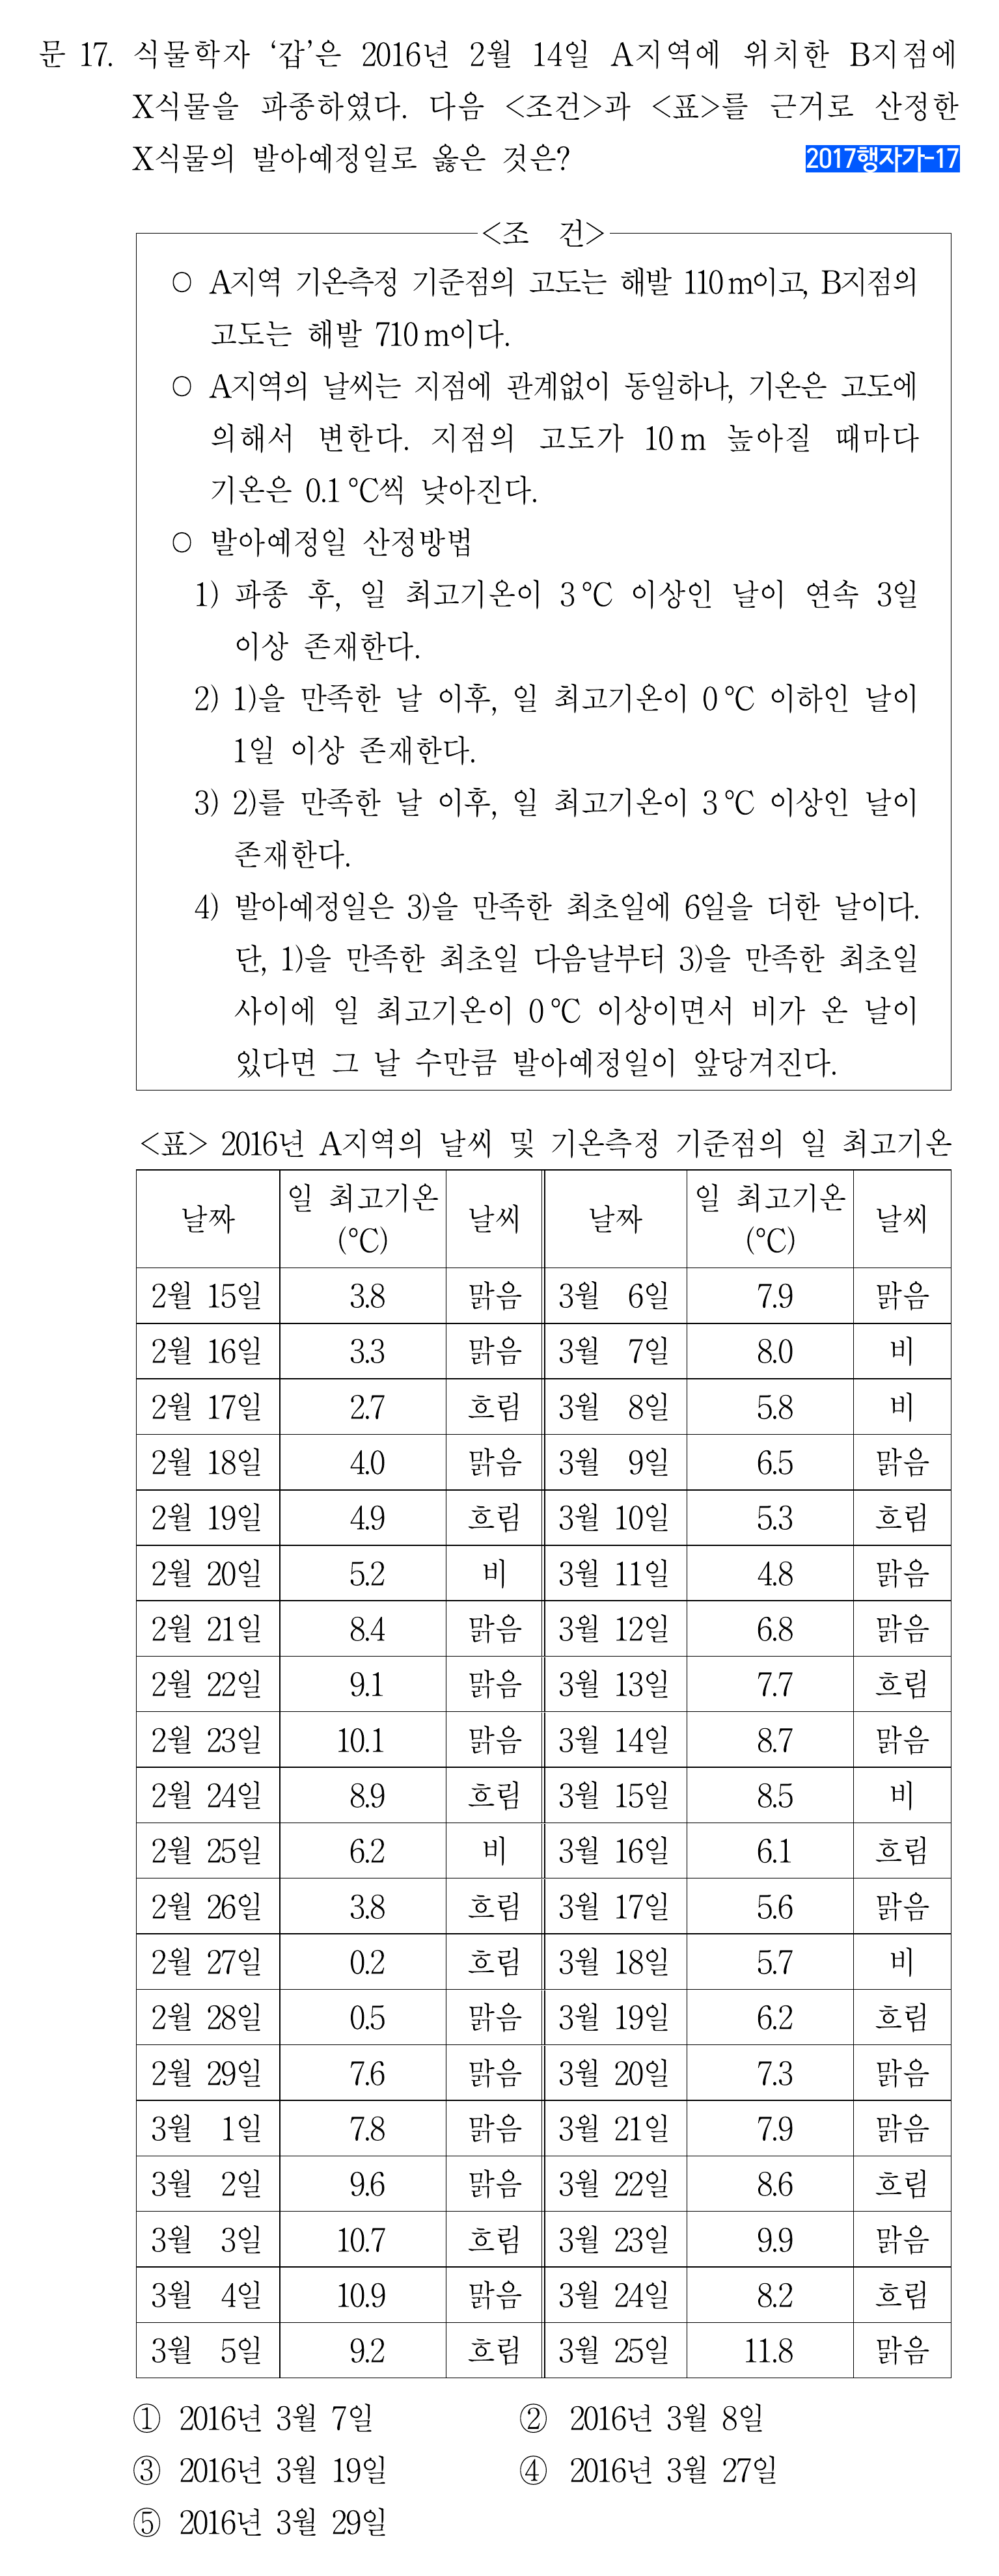 문 17. 식물학자 ‘갑’은 2016년 2월 14일 A지역에 위치한 B지점에
X식물을 파종하였다. 다음 <조건>과 <표>를 근거로 산정한
X식물의 발아예정일로 옳은 것은?
2017행자가-17
<조 건>
○ A지역 기온측정 기준점의 고도는 해발 110 m이고, B지점의
고도는 해발 710 m이다.
○ A지역의 날씨는 지점에 관계없이 동일하나, 기온은 고도에
의해서 변한다. 지점의 고도가 10 m 높아질 때마다
기온은 0.1 ℃씩 낮아진다.
○ 발아예정일 산정방법
1) 파종 후, 일 최고기온이 3 ℃ 이상인 날이 연속 3일
이상 존재한다.
2) 1)을 만족한 날 이후, 일 최고기온이 0 ℃ 이하인 날이
1일 이상 존재한다.
3) 2)를 만족한 날 이후, 일 최고기온이 3 ℃ 이상인 날이
존재한다.
4) 발아예정일은 3)을 만족한 최초일에 6일을 더한 날이다.
단, 1)을 만족한 최초일 다음날부터 3)을 만족한 최초일
사이에 일 최고기온이 0 ℃ 이상이면서 비가 온 날이
있다면 그 날 수만큼 발아예정일이 앞당겨진다.
<표> 2016년 A지역의 날씨 및 기온측정 기준점의 일 최고기온
날짜 일 최고기온 (℃) 날씨 날짜 일 최고기온 (℃) 날씨
2월 15일 3.8 맑음 3월 6일 7.9 맑음
2월 16일 3.3 맑음 3월 7일 8.0 비
2월 17일 2.7 흐림 3월 8일 5.8 비
2월 18일 4.0 맑음 3월 9일 6.5 맑음
2월 19일 4.9 흐림 3월 10일 5.3 흐림
2월 20일 5.2 비 3월 11일 4.8 맑음
2월 21일 8.4 맑음 3월 12일 6.8 맑음
2월 22일 9.1 맑음 3월 13일 7.7 흐림
2월 23일 10.1 맑음 3월 14일 8.7 맑음
2월 24일 8.9 흐림 3월 15일 8.5 비
2월 25일 6.2 비 3월 16일 6.1 흐림
2월 26일 3.8 흐림 3월 17일 5.6 맑음
2월 27일 0.2 흐림 3월 18일 5.7 비
2월 28일 0.5 맑음 3월 19일 6.2 흐림
2월 29일 7.6 맑음 3월 20일 7.3 맑음
3월 1일 7.8 맑음 3월 21일 7.9 맑음
3월 2일 9.6 맑음 3월 22일 8.6 흐림
3월 3일 10.7 흐림 3월 23일 9.9 맑음
3월 4일 10.9 맑음 3월 24일 8.2 흐림
3월 5일 9.2 흐림 3월 25일 11.8 맑음
① 2016년 3월 7일 ② 2016년 3월 8일
③ 2016년 3월 19일 ④ 2016년 3월 27일
⑤ 2016년 3월 29일